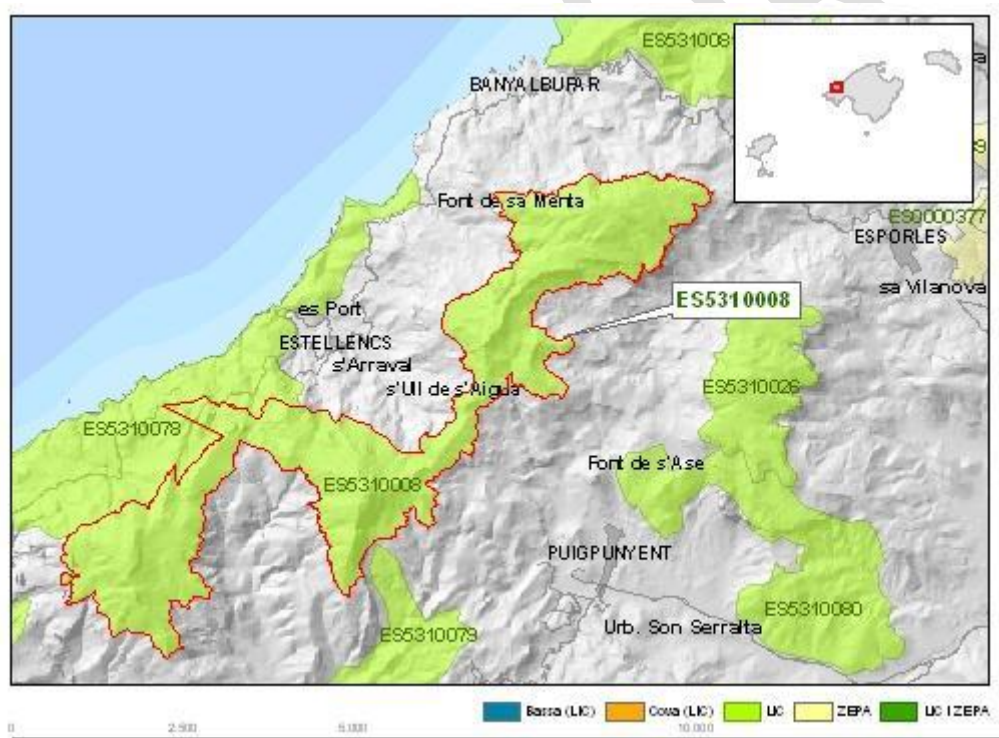 ES531008
BANYALBUFAR
Font de sa Menta
ES0000377
ESPORLES
sa Vilanova
es Port
ES5310008
ESTELLENCS
s'Arraval
s'Ull de s'Aigua
ES5310026
ES5310078
Font de s'Ase
ES5310008
PUIGPUNYENT
ES5310080
Urb. Son Serralta
ES5310079
Bassa (LIC)
Cova (LIC)
LIC
ZEPA
LIC I ZEPA
0
2.500
5.000
10.000